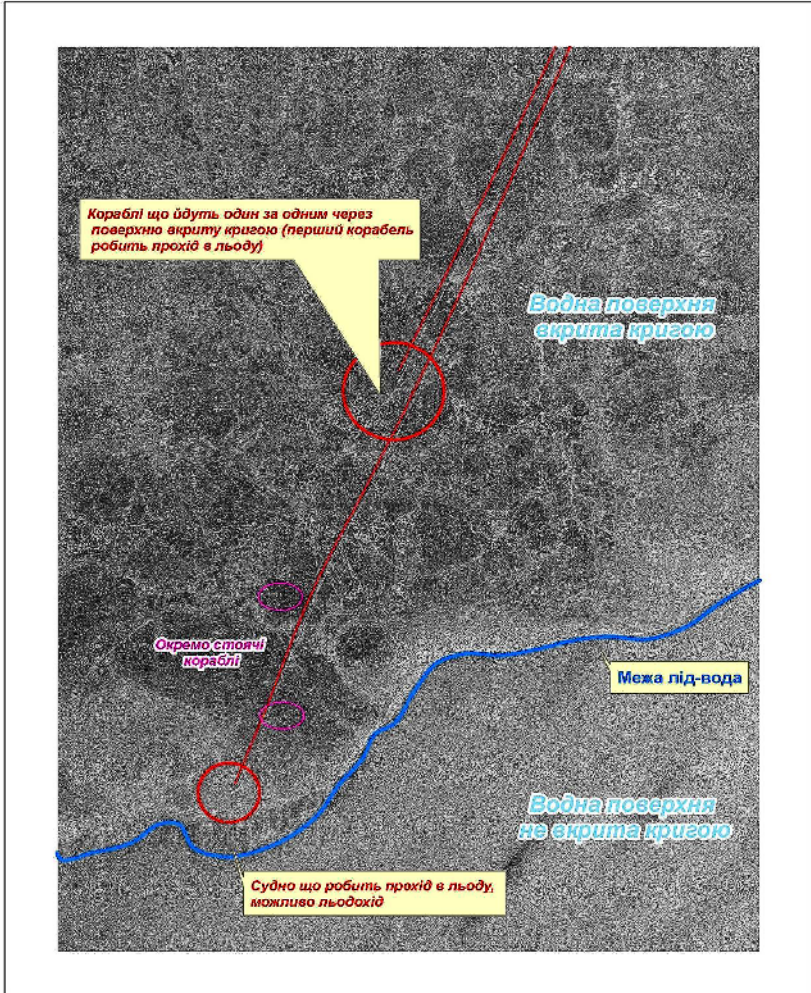 Кораблі що йдуть один за одним через
поверхню вкриту кригою (перший корабель
робить прохід в льоду)
Водна поверхня
вкрита кригою
Окремо стоячі
кораблі
Межа лід-вода
Водна поверхня
не вкрита кригою
Судно що робить прохід в льоду,
можливо льодохід